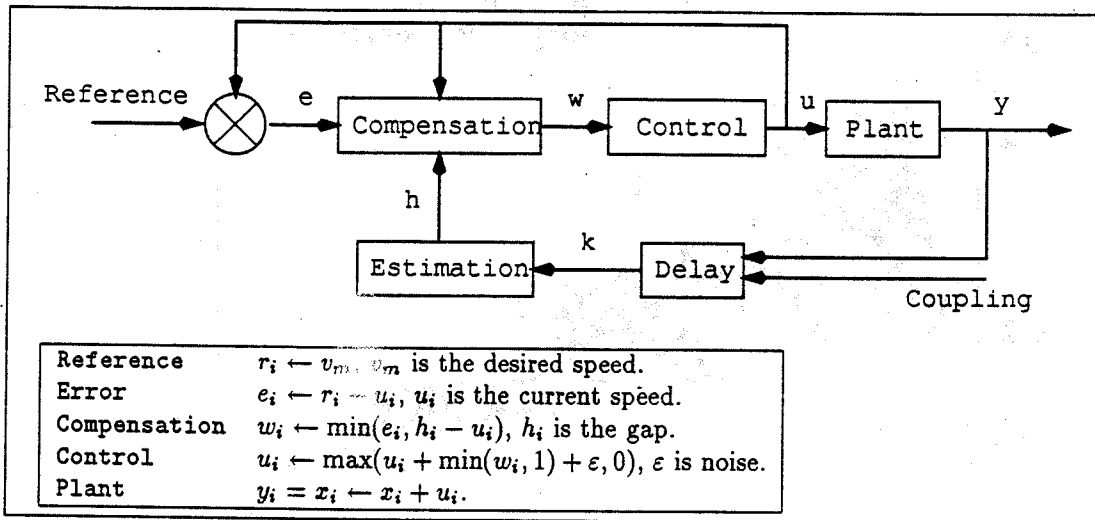 Reference
e
Compensation
w
Control
u
Plant
y
h
k
Estimation
Delay
Coupling
Reference r_i ← v_m, v_m is the desired speed.
Error e_i ← r_i − u_i, u_i is the current speed.
Compensation w_i ← min(e_i, h_i − u_i), h_i is the gap.
Control u_i ← max(u_i + min(w_i, 1) + ε, 0), ε is noise.
Plant y_i = x_i ← x_i + u_i.